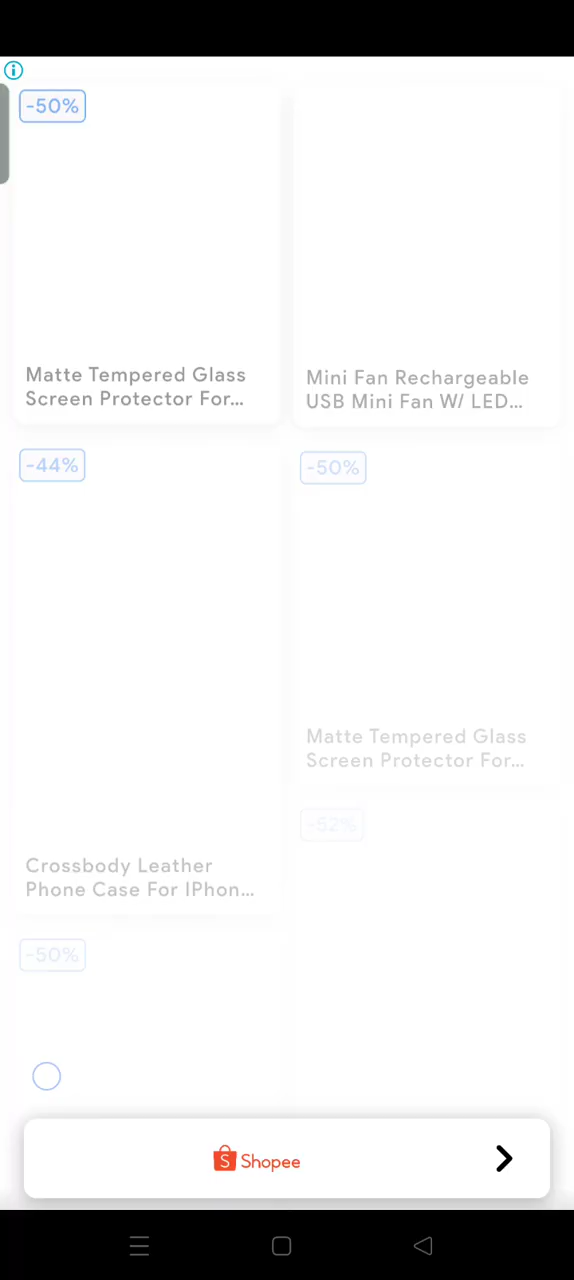 -50%
Matte Tempered Glass
Screen Protector For...
Mini Fan Rechargeable
USB Mini Fan W/ LED...
-44%
-50%
Matte Tempered Glass
Screen Protector For...
-52%
Crossbody Leather
Phone Case For IPhon...
-50%
Shopee